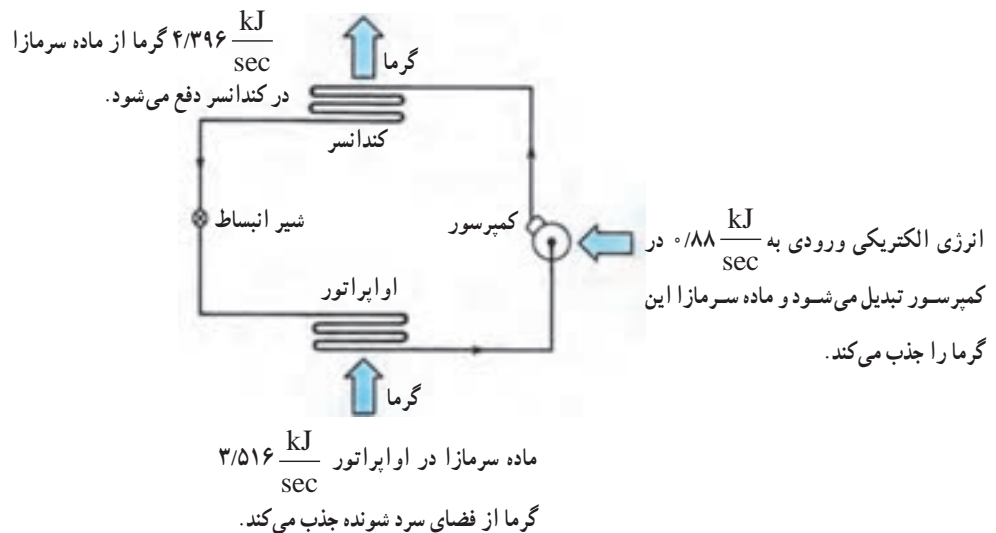 ۴/۳۹۶ kJ/sec گرما از ماده سرمازا
در کندانسر دفع می‌شود.
گرما
کندانسر
شیر انبساط
کمپرسور
انرژی الکتریکی ورودی به ۰/۸۸ kJ/sec در
کمپرسور تبدیل می‌شود و ماده سرمازا این
گرما را جذب می‌کند.
اواپراتور
گرما
ماده سرمازا در اواپراتور ۳/۵۱۶ kJ/sec
گرما از فضای سرد شونده جذب می‌کند.